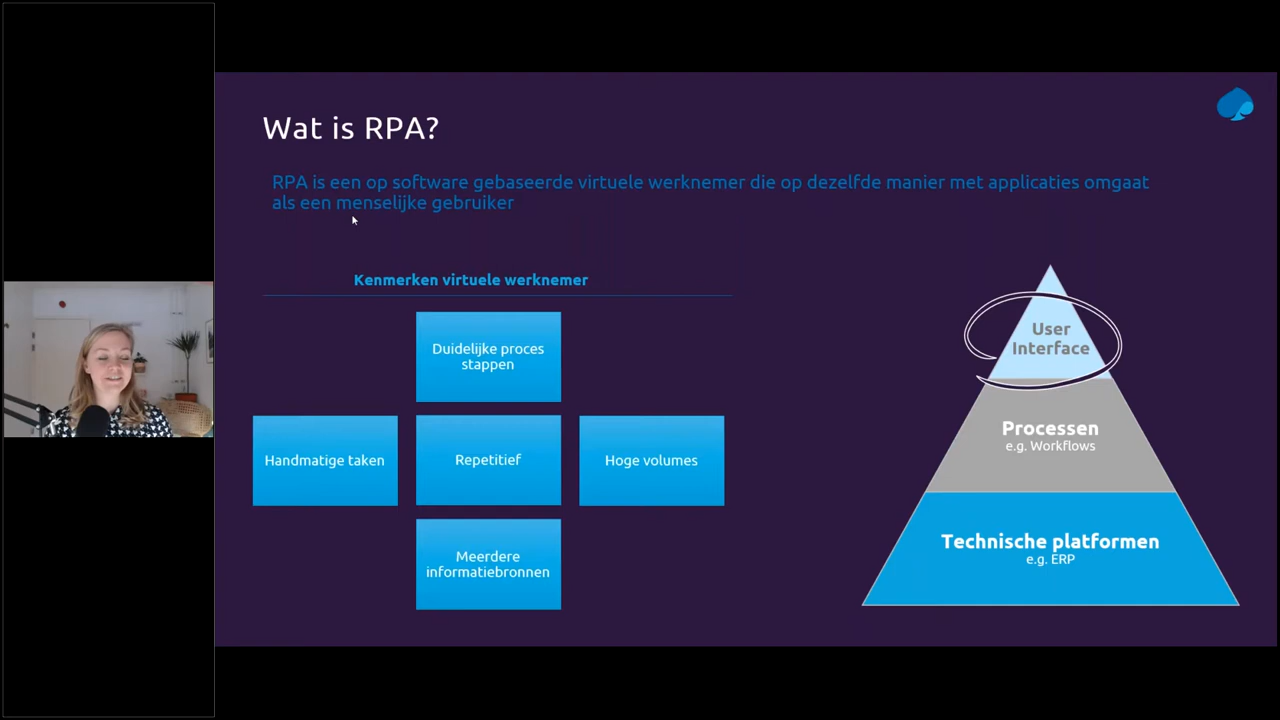 Wat is RPA?
RPA is een op software gebaseerde virtuele werknemer die op dezelfde manier met applicaties omgaat
als een menselijke gebruiker
Kenmerken virtuele werknemer
Duidelijke proces
stappen
Handmatige taken
Repetitief
Hoge volumes
Meerdere
informatiebronnen
User
Interface
Processen
e.g. Workflows
Technische platformen
e.g. ERP